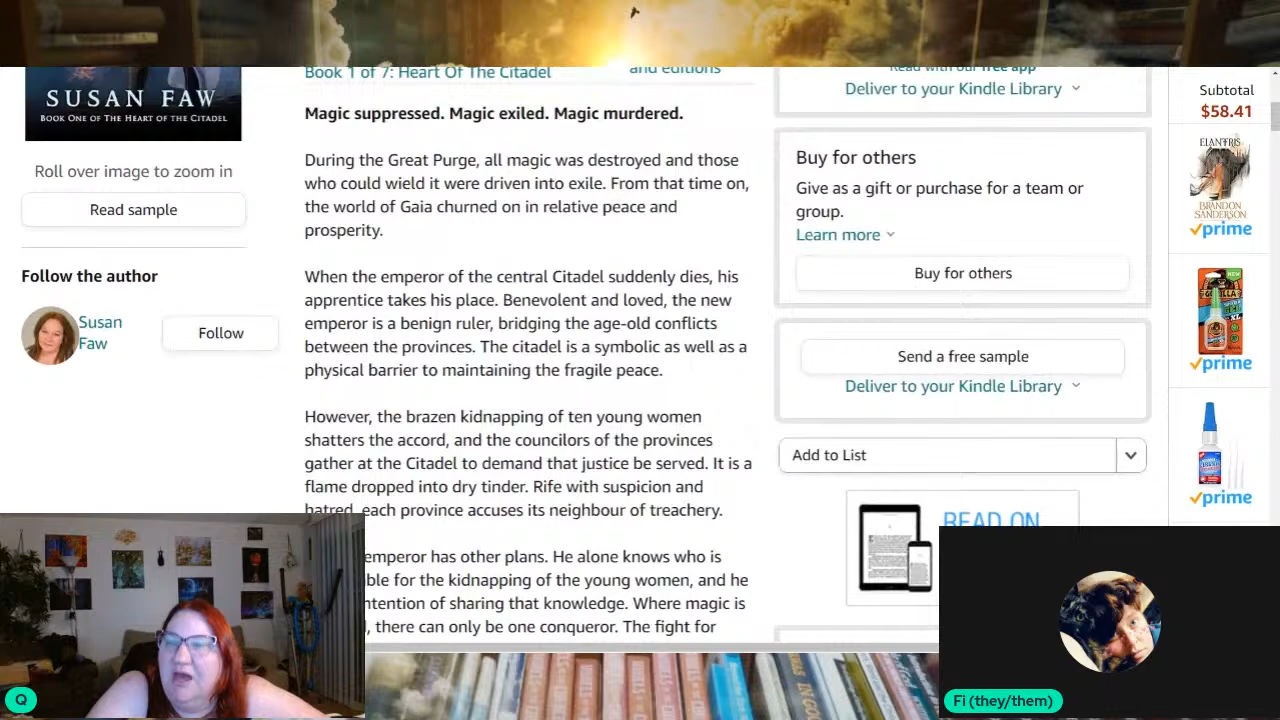 SUSAN FAW
BOOK ONE OF THE HEART OF THE CITADEL
Roll over image to zoom in
Read sample
Follow the author
Susan
Faw
Follow
Book 1 of 7: Heart Of The Citadel
and editions
Magic suppressed. Magic exiled. Magic murdered.
During the Great Purge, all magic was destroyed and those
who could wield it were driven into exile. From that time on,
the world of Gaia churned on in relative peace and
prosperity.
When the emperor of the central Citadel suddenly dies, his
apprentice takes his place. Benevolent and loved, the new
emperor is a benign ruler, bridging the age-old conflicts
between the provinces. The citadel is a symbolic as well as a
physical barrier to maintaining the fragile peace.
However, the brazen kidnapping of ten young women
shatters the accord, and the councilors of the provinces
gather at the Citadel to demand that justice be served. It is a
flame dropped into dry tinder. Rife with suspicion and
hatred, each province accuses its neighbour of treachery.
emperor has other plans. He alone knows who is
ble for the kidnapping of the young women, and he
ntention of sharing that knowledge. Where magic is
, there can only be one conqueror. The fight for
Read with our free app
Deliver to your Kindle Library
Buy for others
Give as a gift or purchase for a team or
group.
Learn more
Buy for others
Send a free sample
Deliver to your Kindle Library
Add to List
READ ON
Subtotal
$58.41
ELANTRIS
BRANDON
SANDERSON
prime
NEW
GORILLA
XL
prime
prime
Q
Fi (they/them)